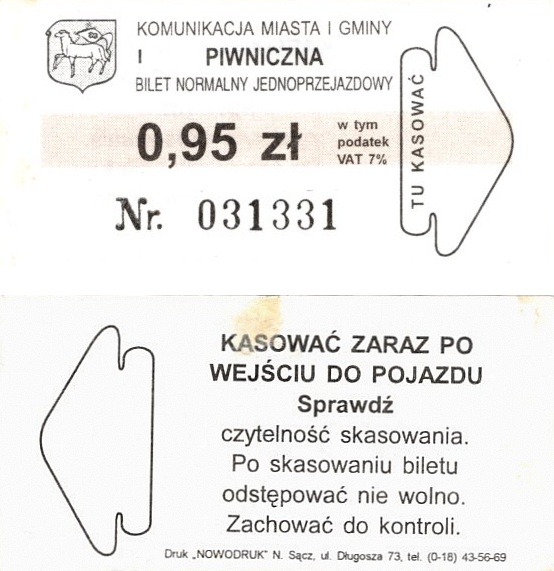 KOMUNIKACJA MIASTA I GMINY
I PIWNICZNA
BILET NORMALNY JEDNOPRZEJAZDOWY
0,95 zł
w tym
podatek
VAT 7%
TU KASOWAĆ
Nr. 031331
KASOWAĆ ZARAZ PO
WEJŚCIU DO POJAZDU
Sprawdź
czytelność skasowania.
Po skasowaniu biletu
odstępować nie wolno.
Zachować do kontroli.
Druk „NOWODRUK" N. Sącz, ul. Długosza 73, tel. (0-18) 43-56-69